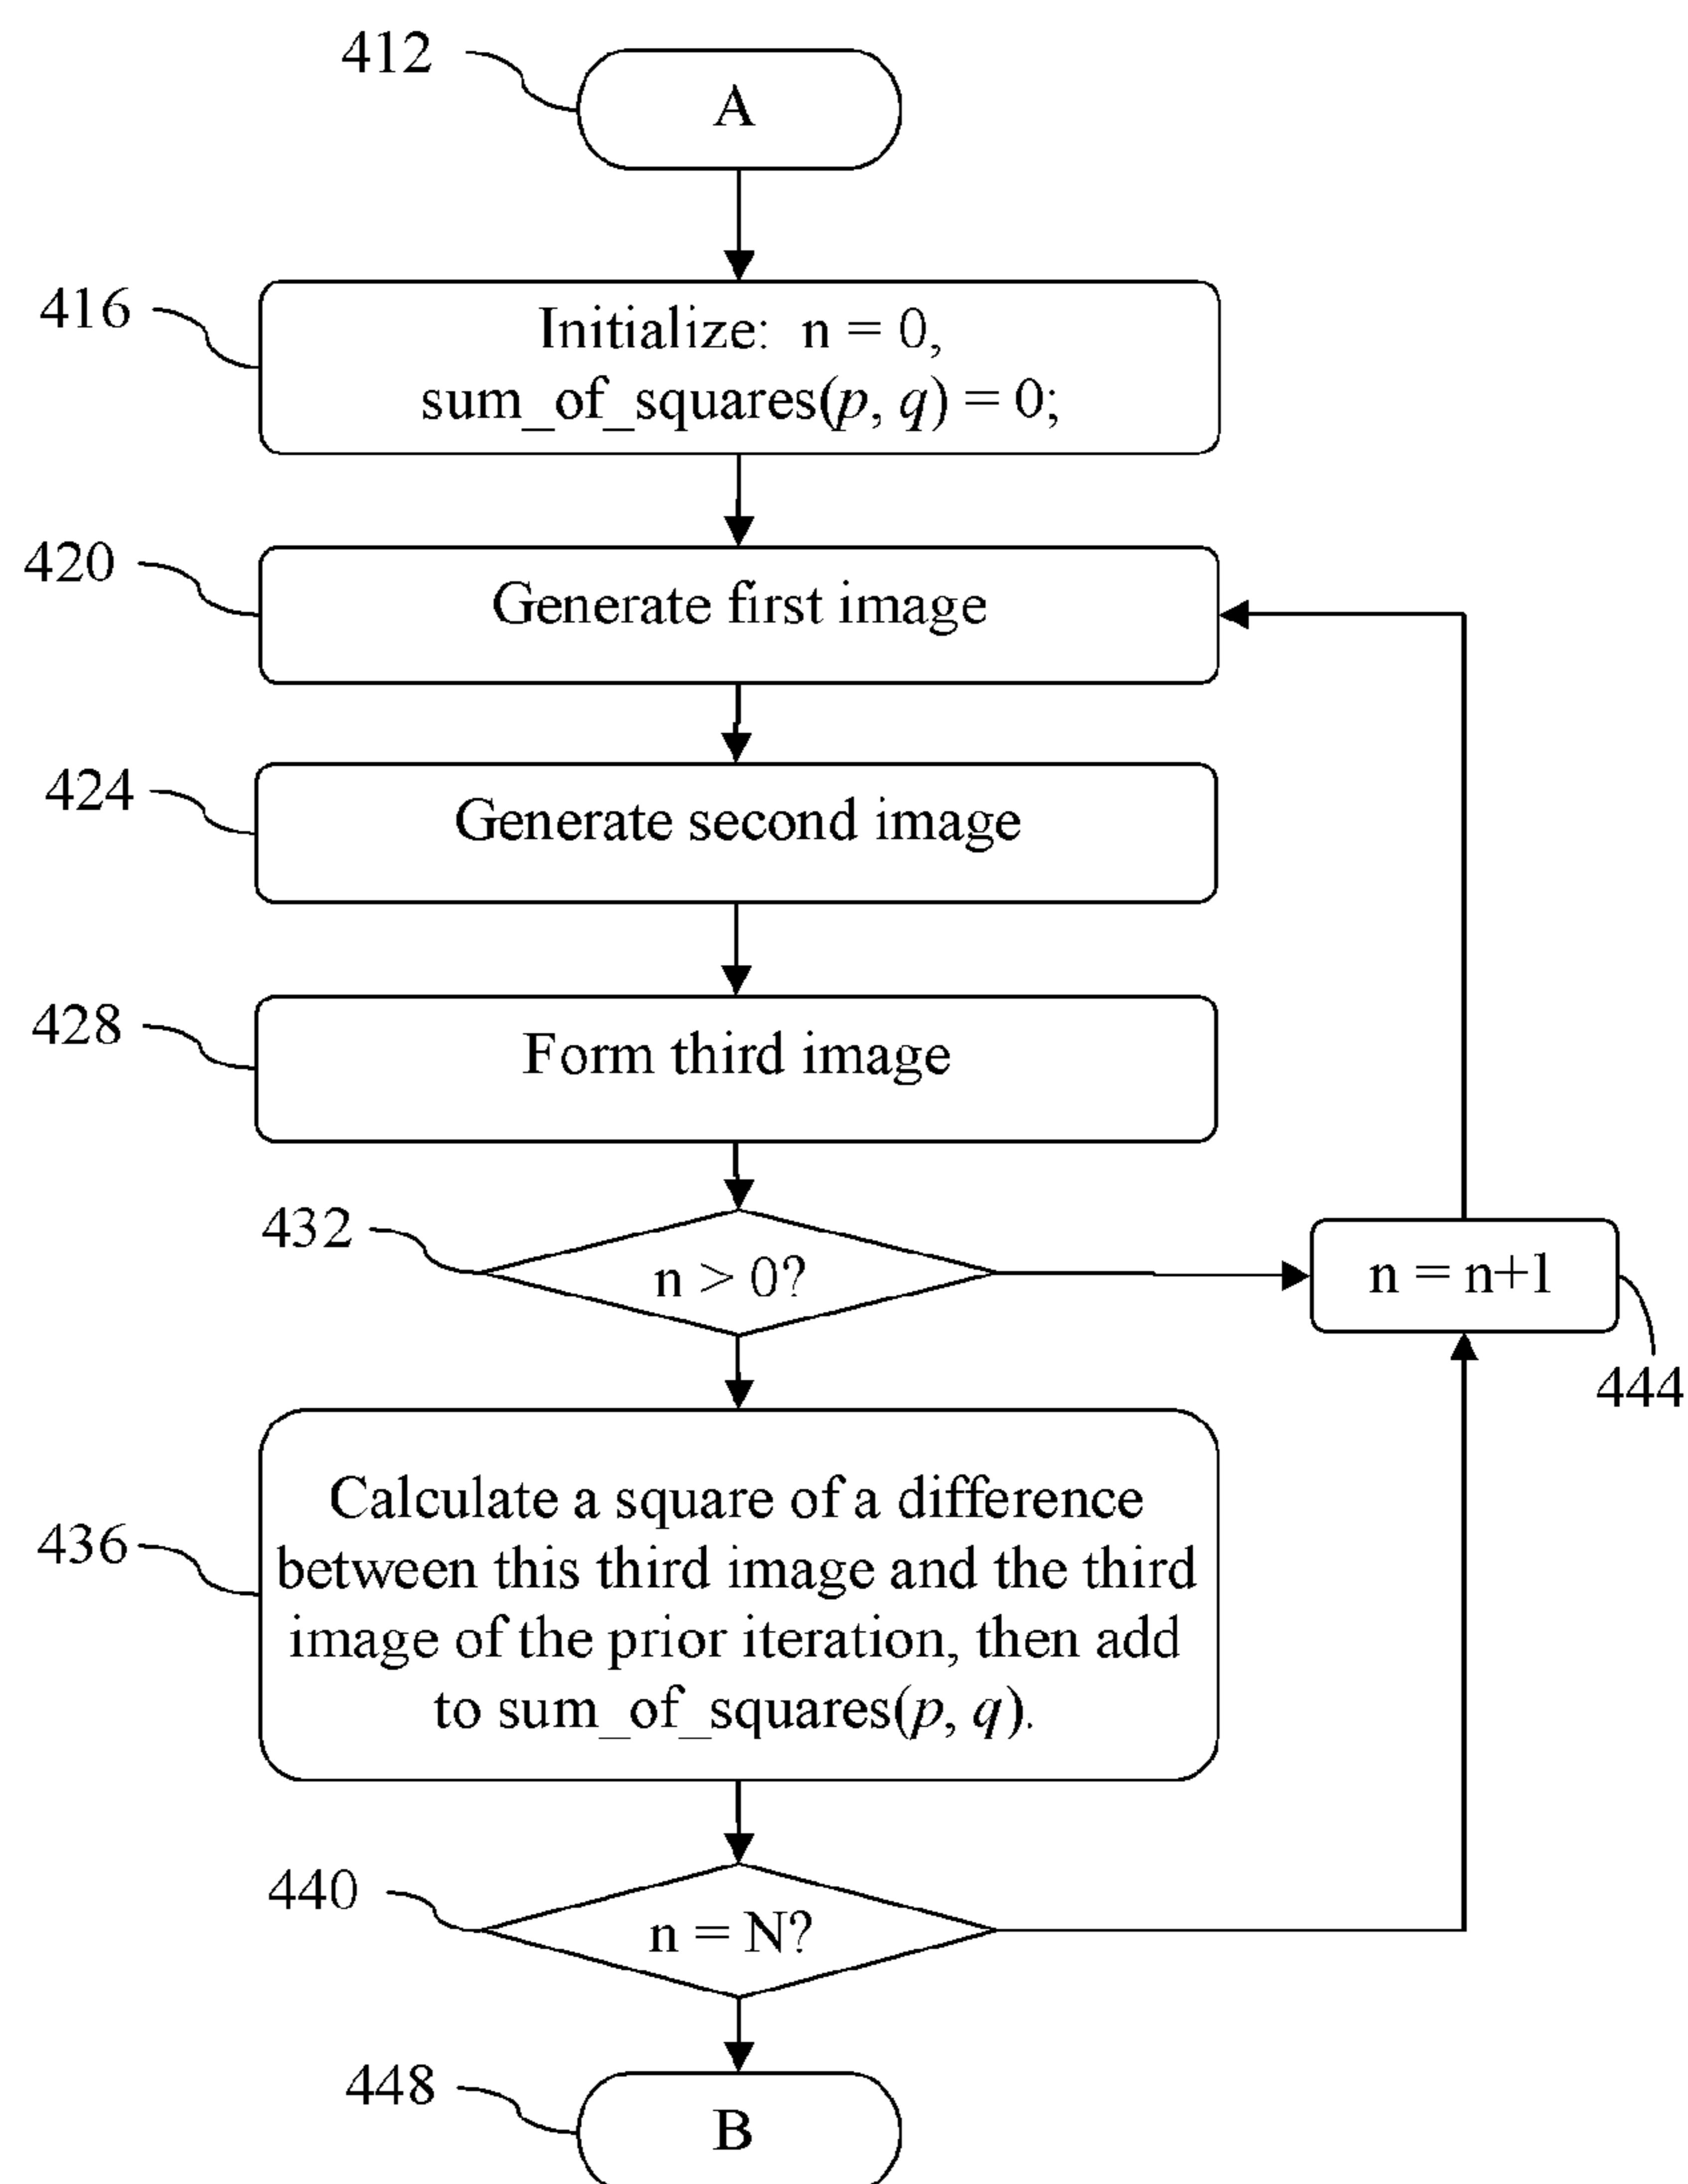 412
A
416
Initialize: n = 0,
sum_of_squares(p, q) = 0;
420
Generate first image
424
Generate second image
428
Form third image
432
n > 0?
n = n+1
444
436
Calculate a square of a difference
between this third image and the third
image of the prior iteration, then add
to sum_of_squares(p, q).
440
n = N?
448
B